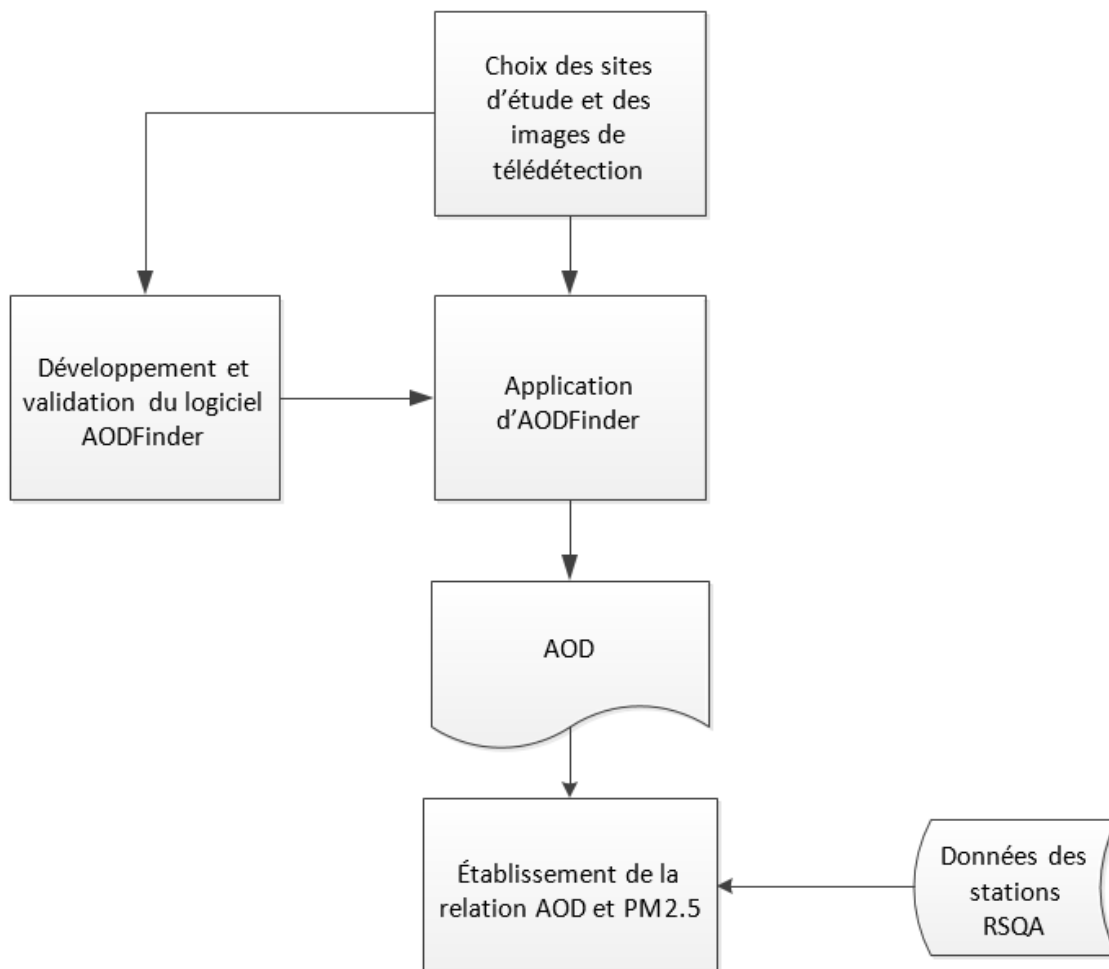 Choix des sites
d’étude et des
images de
télédétection
Développement et
validation du logiciel
AODFinder
Application
d’AODFinder
AOD
Établissement de la
relation AOD et PM2.5
Données des
stations
RSQA